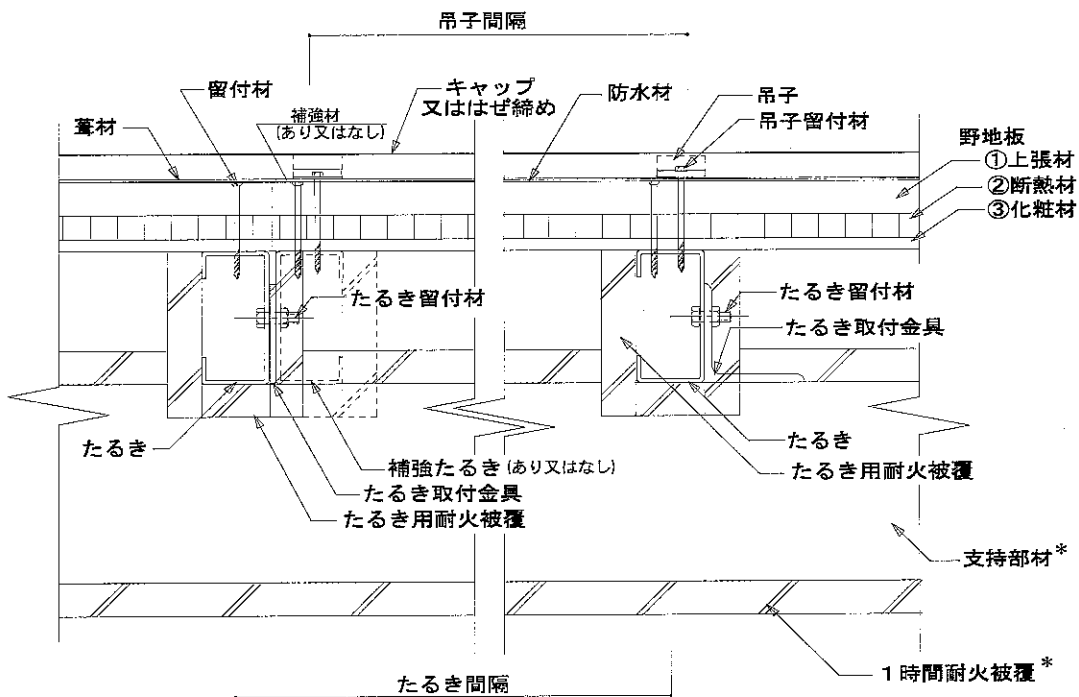 吊子間隔
留付材
補強材
(あり又はなし)
キャップ
又ははぜ締め
防水材
吊子
吊子留付材
葺材
野地板
①上張材
②断熱材
③化粧材
たるき留付材
たるき留付材
たるき取付金具
たるき
補強たるき(あり又はなし)
たるき取付金具
たるき用耐火被覆
たるき
たるき用耐火被覆
支持部材*
1時間耐火被覆*
たるき間隔